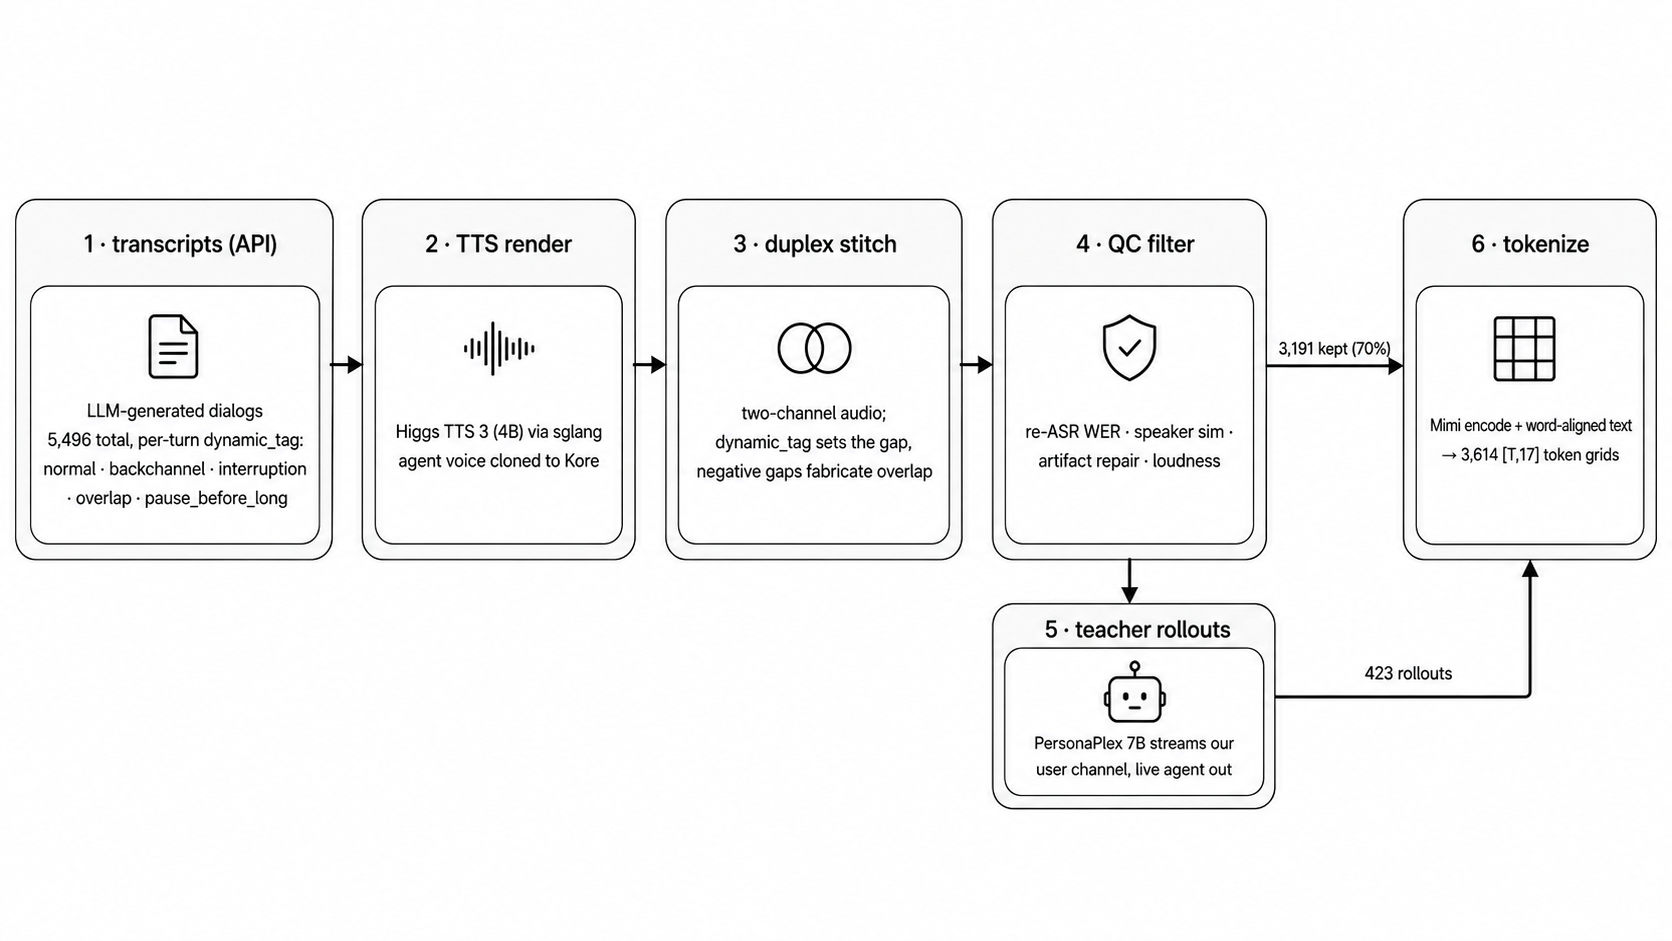 1 · transcripts (API)
LLM-generated dialogs
5,496 total, per-turn dynamic_tag:
normal · backchannel · interruption
· overlap · pause_before_long
2 · TTS render
Higgs TTS 3 (4B) via sglang
agent voice cloned to Kore
3 · duplex stitch
two-channel audio;
dynamic_tag sets the gap,
negative gaps fabricate overlap
4 · QC filter
re-ASR WER · speaker sim ·
artifact repair · loudness
3,191 kept (70%)
6 · tokenize
Mimi encode + word-aligned text
→ 3,614 [T,17] token grids
5 · teacher rollouts
PersonaPlex 7B streams our
user channel, live agent out
423 rollouts